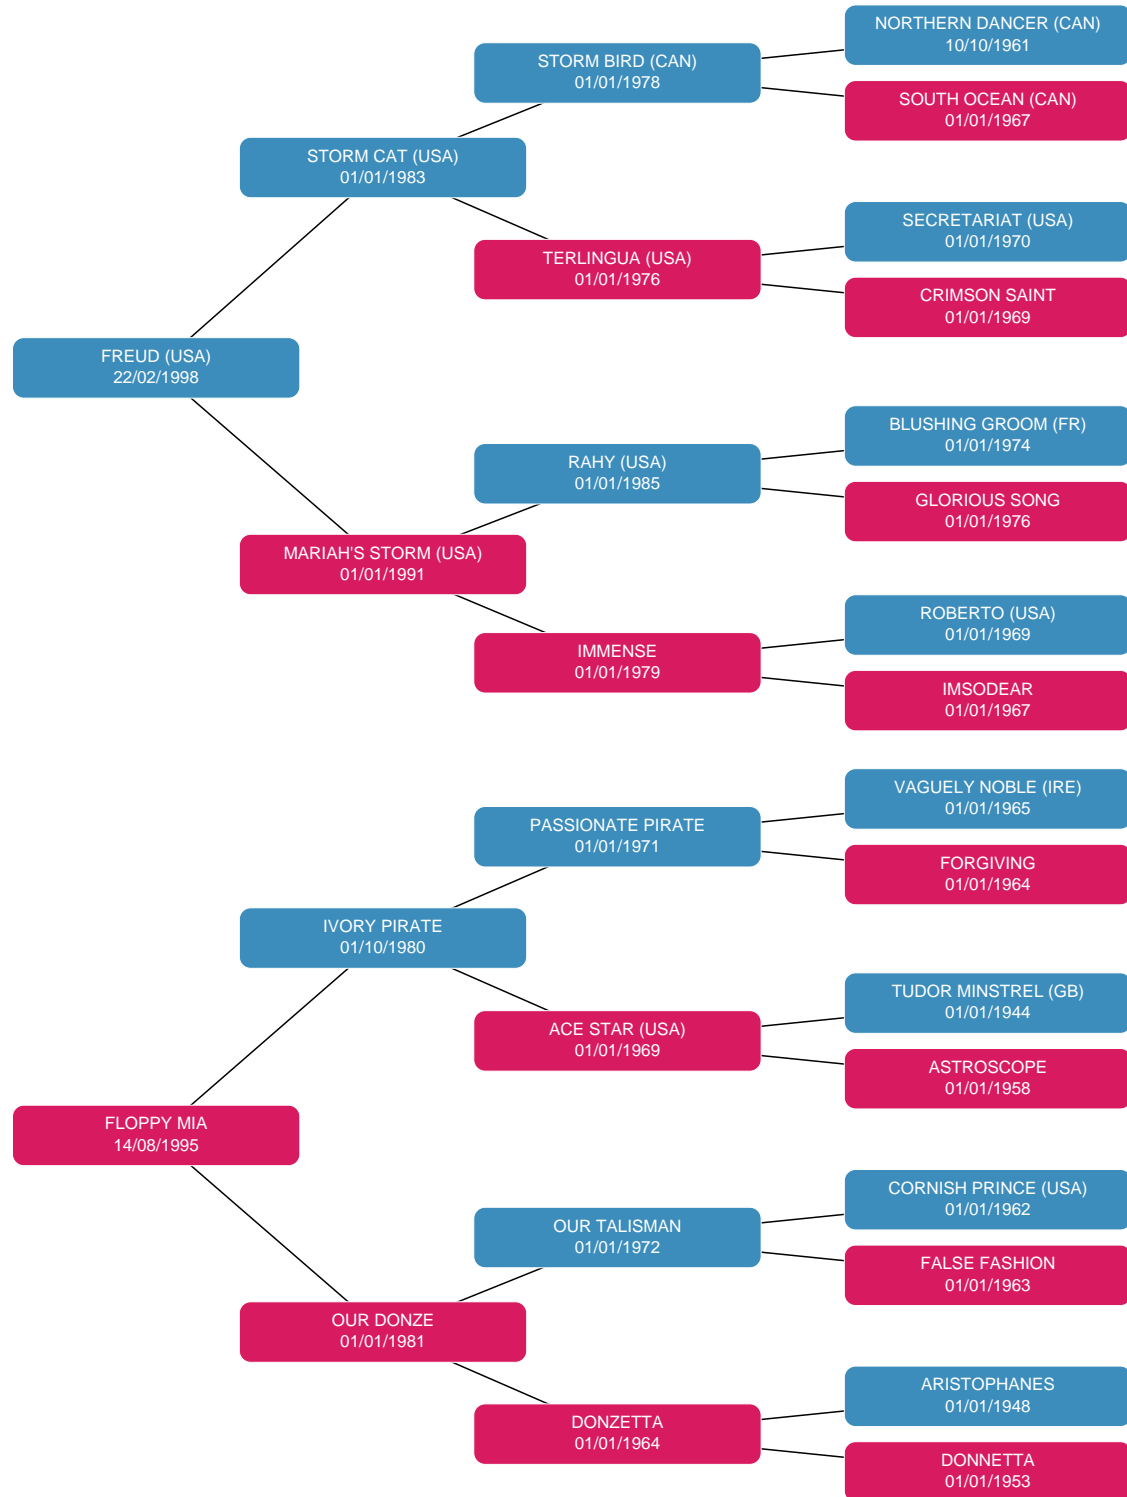 NORTHERN DANCER (CAN)
10/10/1961
STORM BIRD (CAN)
01/01/1978
SOUTH OCEAN (CAN)
01/01/1967
STORM CAT (USA)
01/01/1983
SECRETARIAT (USA)
01/01/1970
TERLINGUA (USA)
01/01/1976
CRIMSON SAINT
01/01/1969
FREUD (USA)
22/02/1998
BLUSHING GROOM (FR)
01/01/1974
RAHY (USA)
01/01/1985
GLORIOUS SONG
01/01/1976
MARIAH'S STORM (USA)
01/01/1991
ROBERTO (USA)
01/01/1969
IMMENSE
01/01/1979
IMSODEAR
01/01/1967
VAGUELY NOBLE (IRE)
01/01/1965
PASSIONATE PIRATE
01/01/1971
FORGIVING
01/01/1964
IVORY PIRATE
01/10/1980
TUDOR MINSTREL (GB)
01/01/1944
ACE STAR (USA)
01/01/1969
ASTROSCOPE
01/01/1958
FLOPPY MIA
14/08/1995
CORNISH PRINCE (USA)
01/01/1962
OUR TALISMAN
01/01/1972
FALSE FASHION
01/01/1963
OUR DONZE
01/01/1981
ARISTOPHANES
01/01/1948
DONZETTA
01/01/1964
DONNETTA
01/01/1953